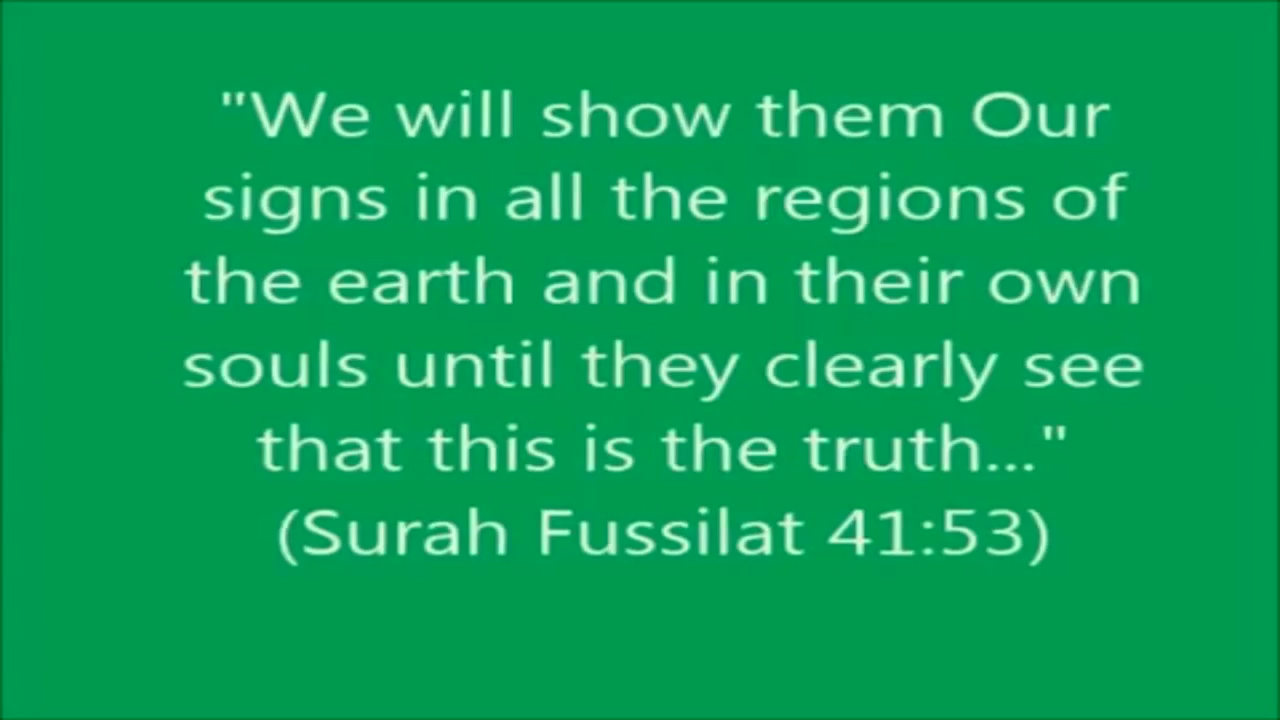 "We will show them Our
signs in all the regions of
the earth and in their own
souls until they clearly see
that this is the truth..."
(Surah Fussilat 41:53)